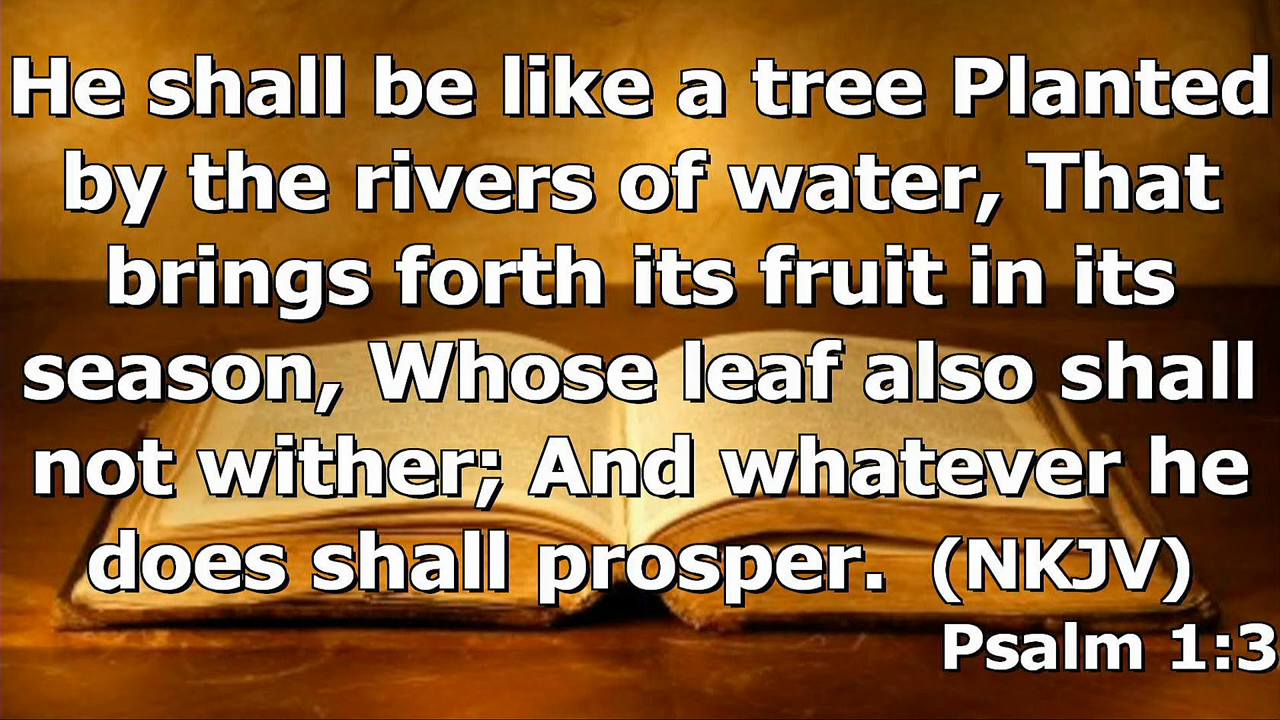 He shall be like a tree Planted
by the rivers of water, That
brings forth its fruit in its
season, Whose leaf also shall
not wither; And whatever he
does shall prosper. (NKJV)
Psalm 1:3